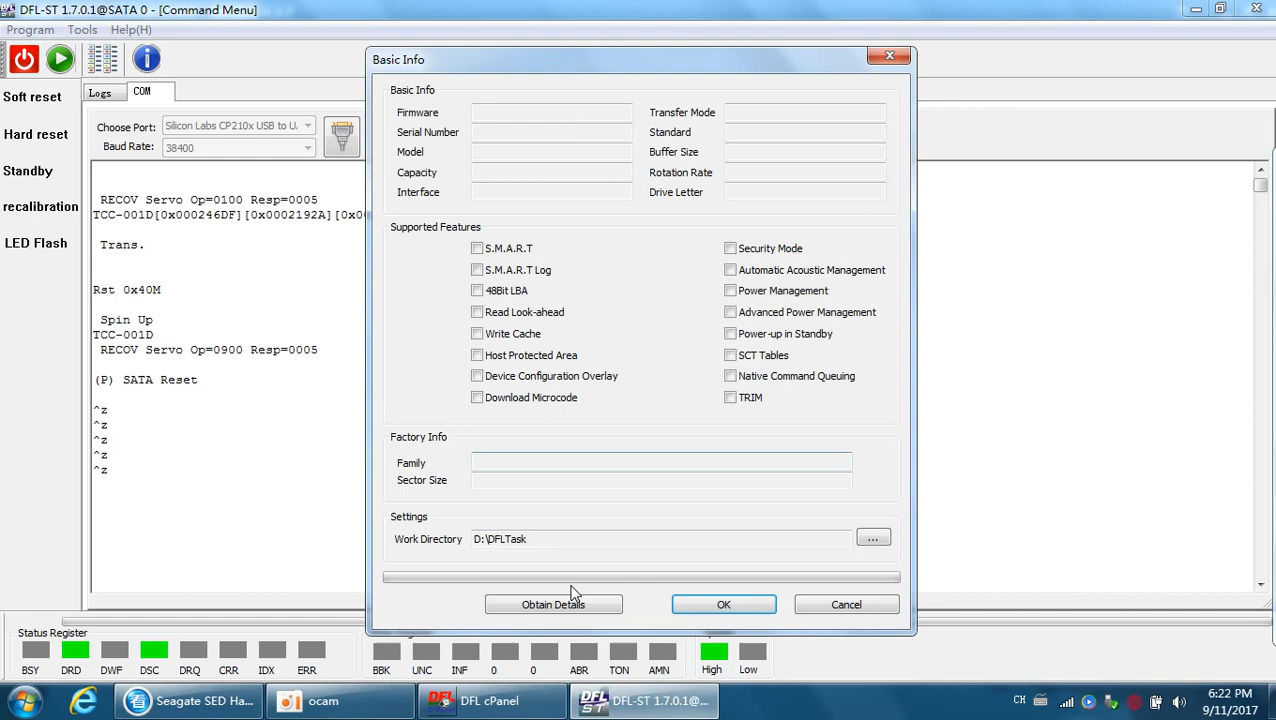 DFL-ST 1.7.0.1@SATA 0 - [Command Menu]
Program Tools Help(H)
Soft reset
Hard reset
Standby
recalibration
LED Flash
Logs COM
Choose Port: Silicon Labs CP210x USB to U
Baud Rate: 38400
RECOV Servo Op=0100 Resp=0005
TCC-001D[0x000246DF][0x0002192A][0x0
Trans.
Rst 0x40M
Spin Up
TCC-001D
RECOV Servo Op=0900 Resp=0005
(P) SATA Reset
^z
^z
^z
^z
^z
Basic Info
Basic Info
Firmware Transfer Mode
Serial Number Standard
Model Buffer Size
Capacity Rotation Rate
Interface Drive Letter
Supported Features
S.M.A.R.T Security Mode
S.M.A.R.T Log Automatic Acoustic Management
48Bit LBA Power Management
Read Look-ahead Advanced Power Management
Write Cache Power-up in Standby
Host Protected Area SCT Tables
Device Configuration Overlay Native Command Queuing
Download Microcode TRIM
Factory Info
Family
Sector Size
Settings
Work Directory D:\DFLTask ...
Obtain Details OK Cancel
Status Register
BSY DRD DWF DSC DRQ CRR IDX ERR
BBK UNC INF 0 0 ABR TON AMN
High Low
Seagate SED Ha... ocam DFL cPanel DFL-ST 1.7.0.1@... CH
6:22 PM
9/11/2017